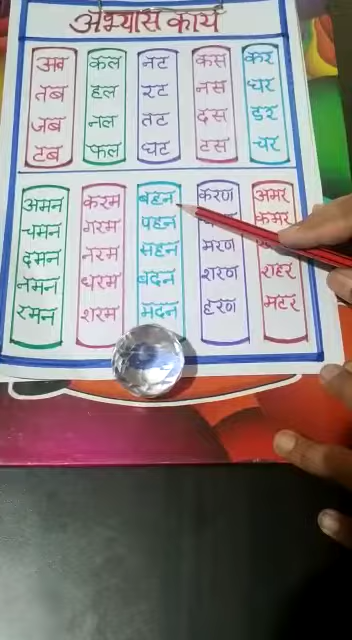 अभ्यास कार्य
अब कल नट कस कर
तब हल रट नस घर
जब नल तट दस डर
टब फल घट टस चर
अमन करम बहन करण अमर
चमन गरम पहन कमर
दमन नरम सहन मरण
नमन धरम बदन शरण शहर
रमन शरम मदन हरण मटर